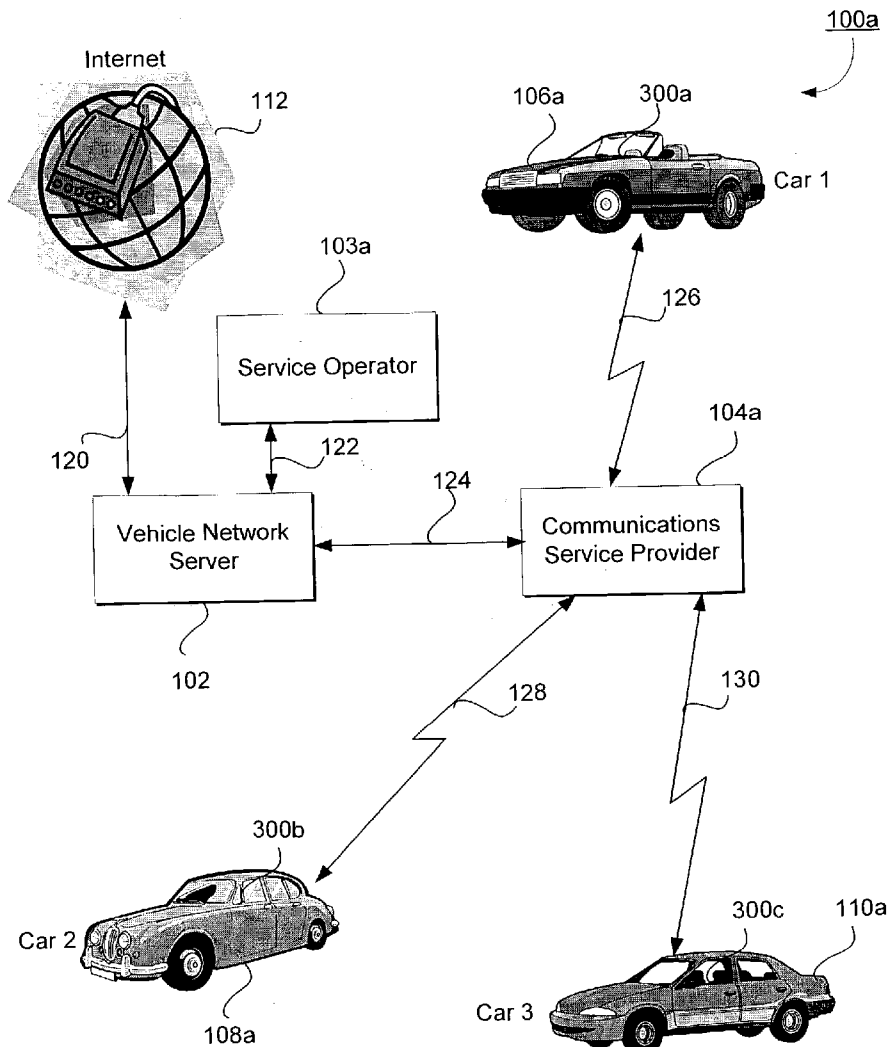 100a
Internet
112
106a
300a
Car 1
103a
126
Service Operator
120
122
104a
124
Vehicle Network
Server
Communications
Service Provider
102
128
130
300b
Car 2
108a
300c
110a
Car 3